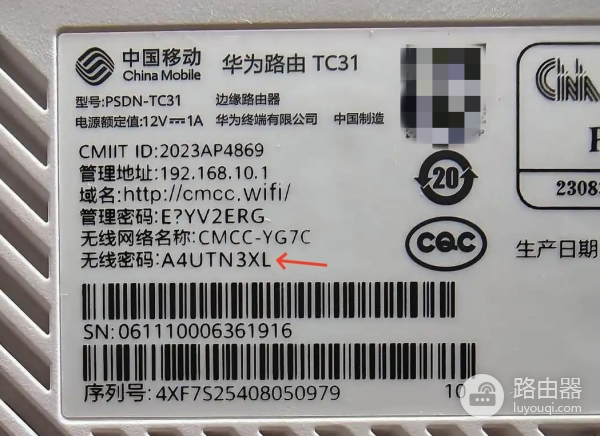 中国移动
China Mobile
华为路由 TC31
型号:PSDN-TC31 边缘路由器
电源额定值:12V⎓1A 华为终端有限公司 中国制造
CMIIT ID:2023AP4869
管理地址:192.168.10.1
域名:http://cmcc.wifi/
管理密码:E?YV2ERG
无线网络名称:CMCC-YG7C
无线密码:A4UTN3XL
20
CQC
2308
生产日期
SN: 061110006361916
序列号: 4XF7S25408050979
10
路由器
luyouqi.com